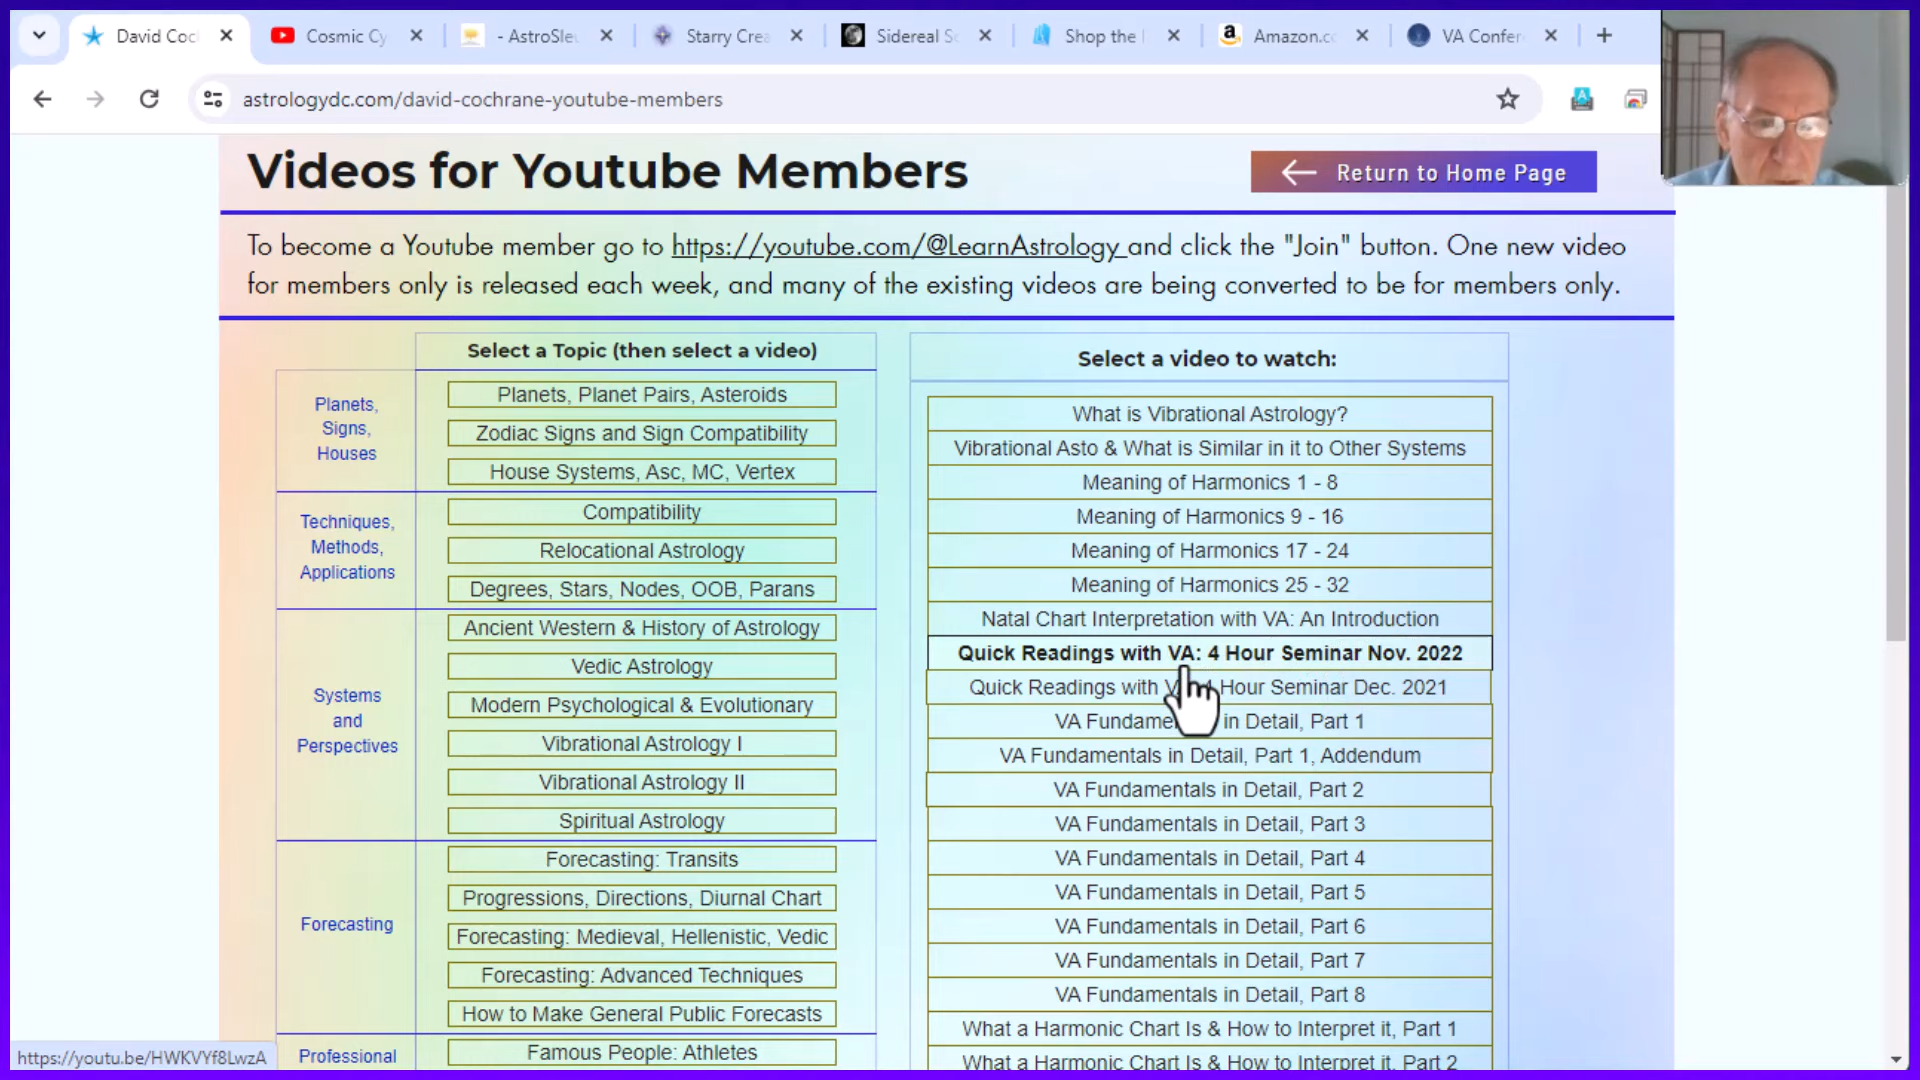 David Coc
Cosmic Cy
- AstroSle
Starry Crea
Sidereal S
Shop the
Amazon.c
VA Confer
astrologydc.com/david-cochrane-youtube-members
Videos for Youtube Members
Return to Home Page
To become a Youtube member go to https://youtube.com/@LearnAstrology and click the "Join" button. One new video
for members only is released each week, and many of the existing videos are being converted to be for members only.
Select a Topic (then select a video)
Planets,
Signs,
Houses
Planets, Planet Pairs, Asteroids
Zodiac Signs and Sign Compatibility
House Systems, Asc, MC, Vertex
Techniques,
Methods,
Applications
Compatibility
Relocational Astrology
Degrees, Stars, Nodes, OOB, Parans
Systems
and
Perspectives
Ancient Western & History of Astrology
Vedic Astrology
Modern Psychological & Evolutionary
Vibrational Astrology I
Vibrational Astrology II
Spiritual Astrology
Forecasting
Forecasting: Transits
Progressions, Directions, Diurnal Chart
Forecasting: Medieval, Hellenistic, Vedic
Forecasting: Advanced Techniques
How to Make General Public Forecasts
Professional
Famous People: Athletes
Select a video to watch:
What is Vibrational Astrology?
Vibrational Asto & What is Similar in it to Other Systems
Meaning of Harmonics 1 - 8
Meaning of Harmonics 9 - 16
Meaning of Harmonics 17 - 24
Meaning of Harmonics 25 - 32
Natal Chart Interpretation with VA: An Introduction
Quick Readings with VA: 4 Hour Seminar Nov. 2022
Quick Readings with Hour Seminar Dec. 2021
VA in Detail, Part 1
VA Fundamentals in Detail, Part 1, Addendum
VA Fundamentals in Detail, Part 2
VA Fundamentals in Detail, Part 3
VA Fundamentals in Detail, Part 4
VA Fundamentals in Detail, Part 5
VA Fundamentals in Detail, Part 6
VA Fundamentals in Detail, Part 7
VA Fundamentals in Detail, Part 8
What a Harmonic Chart Is & How to Interpret it, Part 1
What a Harmonic Chart Is & How to Interpret it, Part 2
https://youtu.be/HWKVYf8LwzA